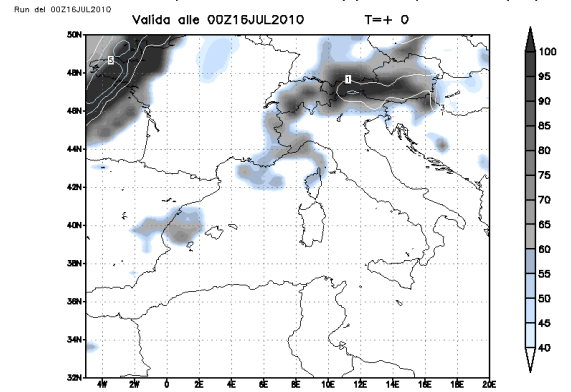 Run del 00Z16JUL2010
Valida alle 00Z16JUL2010 T=+ 0
50N
48N
46N
44N
42N
40N
38N
36N
34N
32N
4W 2W 0 2E 4E 6E 8E 10E 12E 14E 16E 18E 20E
5
1
100
95
90
85
80
75
70
65
60
55
50
45
40